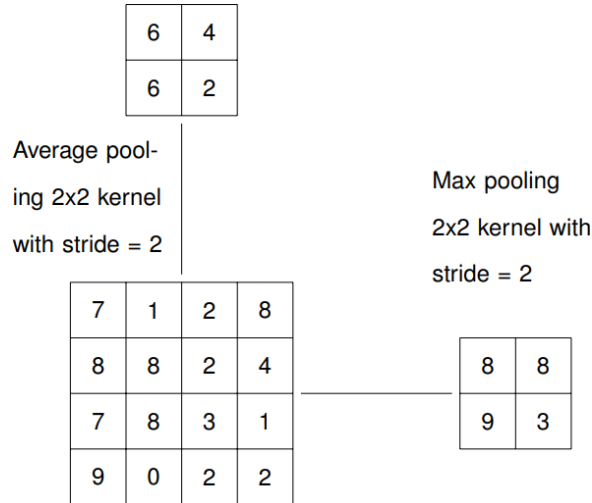 6 4
6 2
Average pool-
ing 2x2 kernel
with stride = 2
Max pooling
2x2 kernel with
stride = 2
7 1 2 8
8 8 2 4
7 8 3 1
9 0 2 2
8 8
9 3